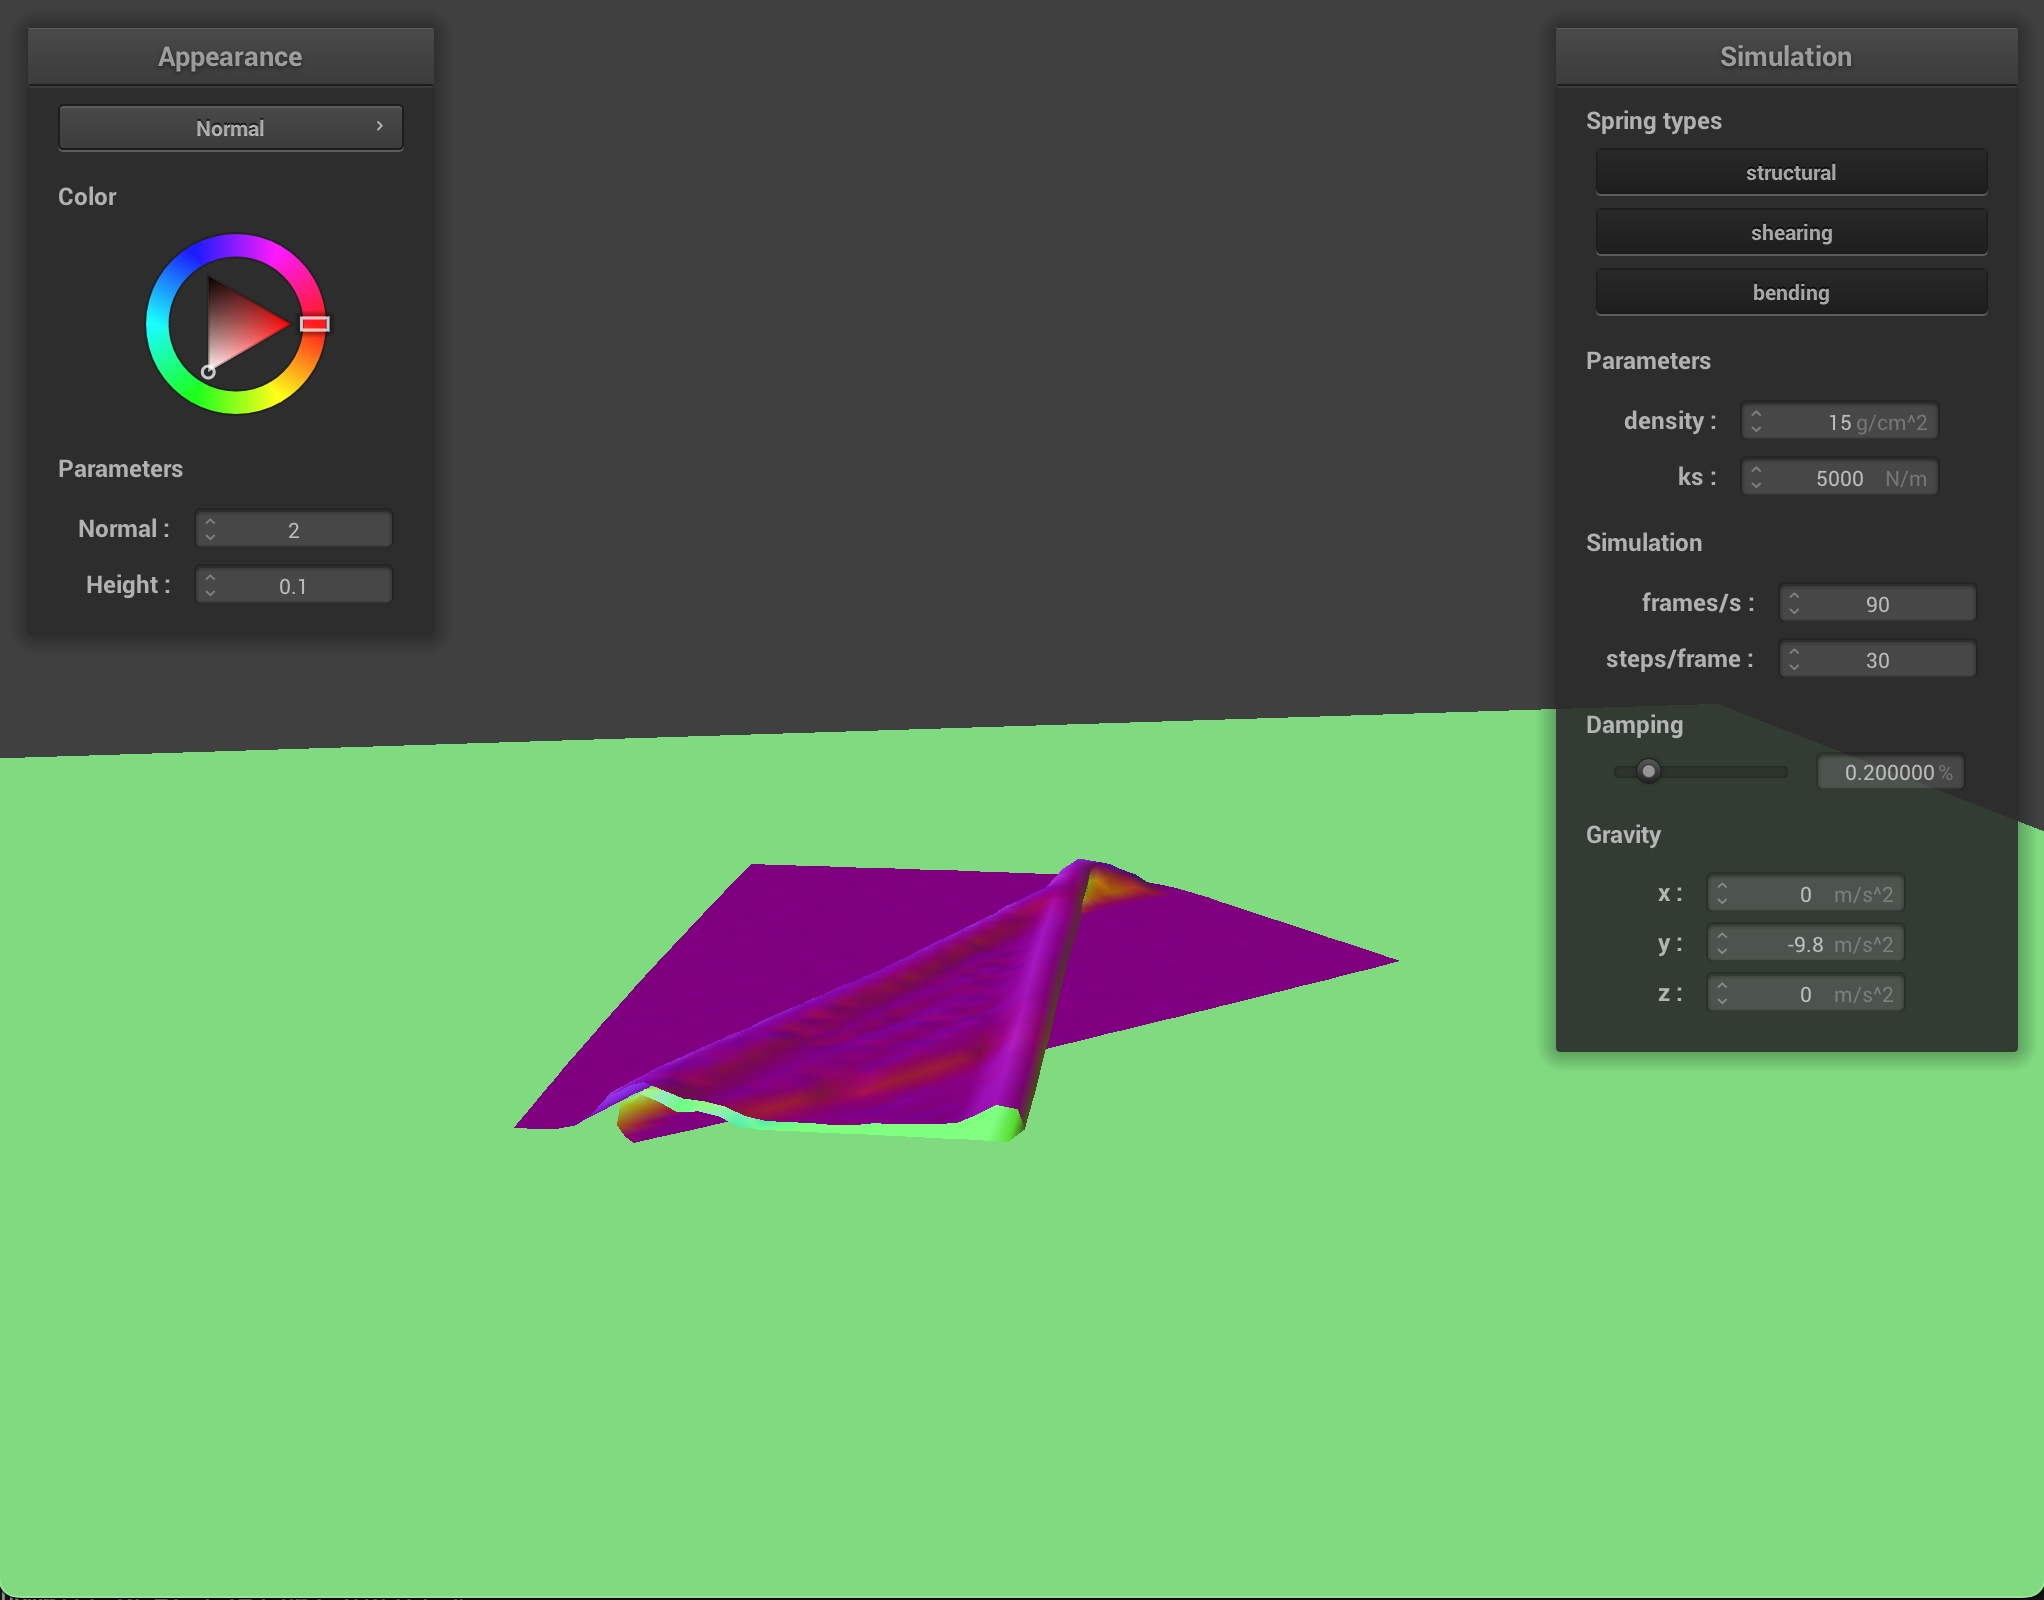 Appearance
Normal
Color
Parameters
Normal : 2
Height : 0.1
Simulation
Spring types
structural
shearing
bending
Parameters
density : 15 g/cm^2
ks : 5000 N/m
Simulation
frames/s : 90
steps/frame : 30
Damping
0.200000 %
Gravity
x : 0 m/s^2
y : -9.8 m/s^2
z : 0 m/s^2